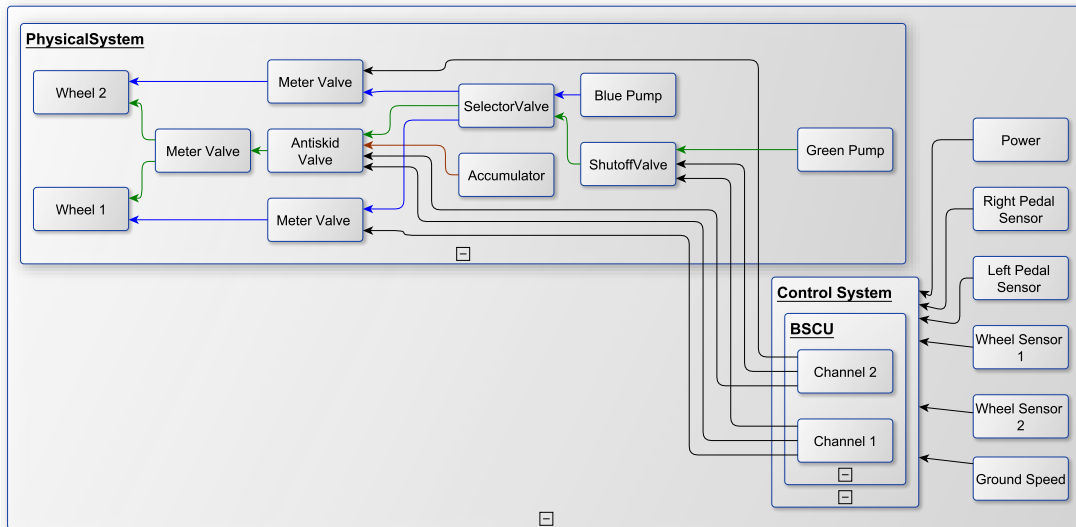 PhysicalSystem
Wheel 2
Meter Valve
SelectorValve
Blue Pump
Meter Valve
Antiskid
Valve
Accumulator
ShutoffValve
Green Pump
Wheel 1
Meter Valve
Control System
BSCU
Channel 2
Channel 1
Power
Right Pedal
Sensor
Left Pedal
Sensor
Wheel Sensor
1
Wheel Sensor
2
Ground Speed